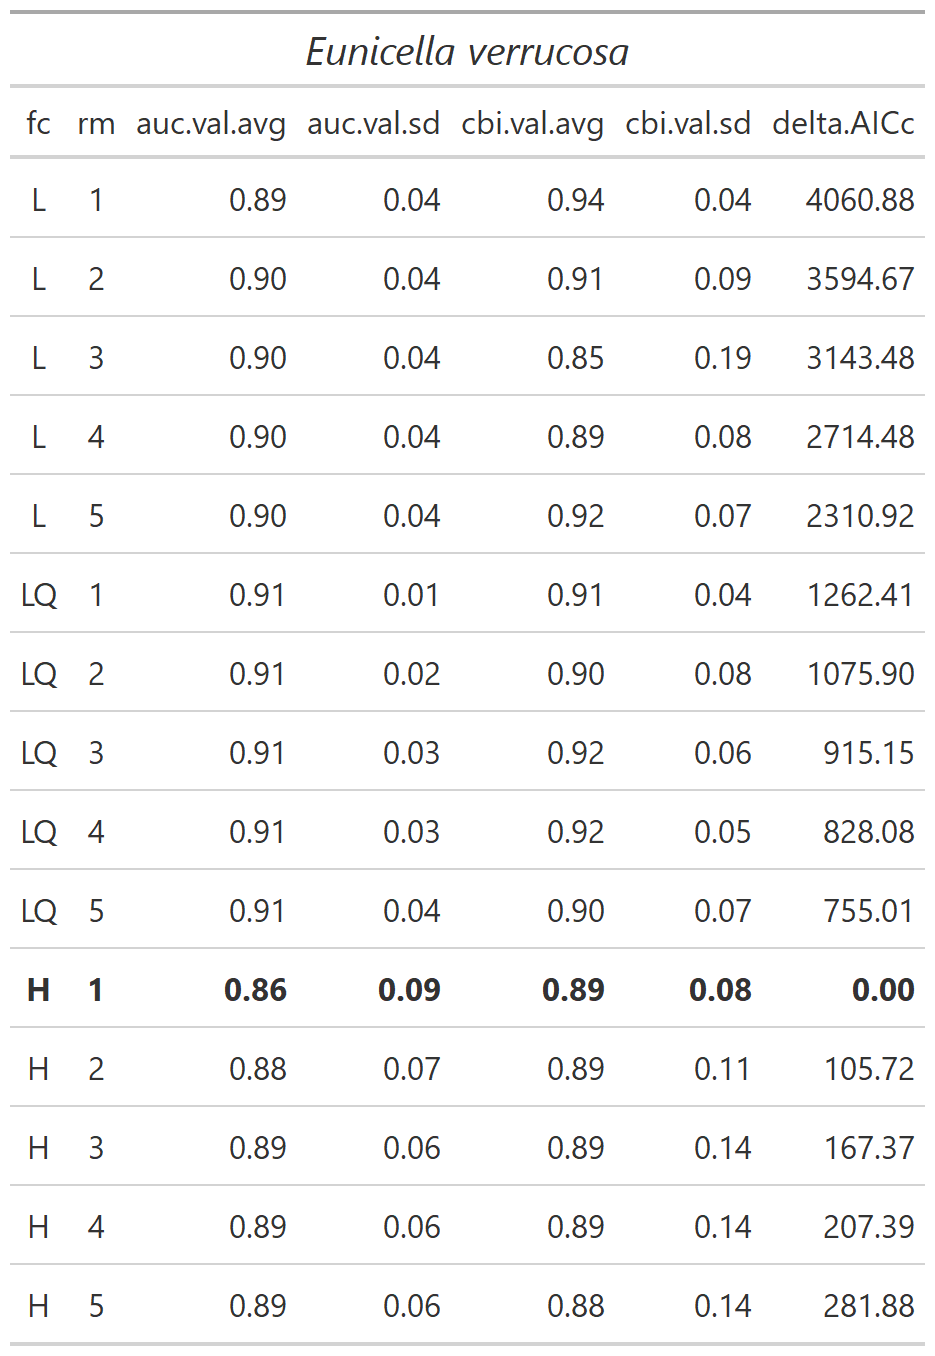 Eunicella verrucosa
fc rm auc.val.avg auc.val.sd cbi.val.avg cbi.val.sd delta.AICc
L 1 0.89 0.04 0.94 0.04 4060.88
L 2 0.90 0.04 0.91 0.09 3594.67
L 3 0.90 0.04 0.85 0.19 3143.48
L 4 0.90 0.04 0.89 0.08 2714.48
L 5 0.90 0.04 0.92 0.07 2310.92
LQ 1 0.91 0.01 0.91 0.04 1262.41
LQ 2 0.91 0.02 0.90 0.08 1075.90
LQ 3 0.91 0.03 0.92 0.06 915.15
LQ 4 0.91 0.03 0.92 0.05 828.08
LQ 5 0.91 0.04 0.90 0.07 755.01
H 1 0.86 0.09 0.89 0.08 0.00
H 2 0.88 0.07 0.89 0.11 105.72
H 3 0.89 0.06 0.89 0.14 167.37
H 4 0.89 0.06 0.89 0.14 207.39
H 5 0.89 0.06 0.88 0.14 281.88